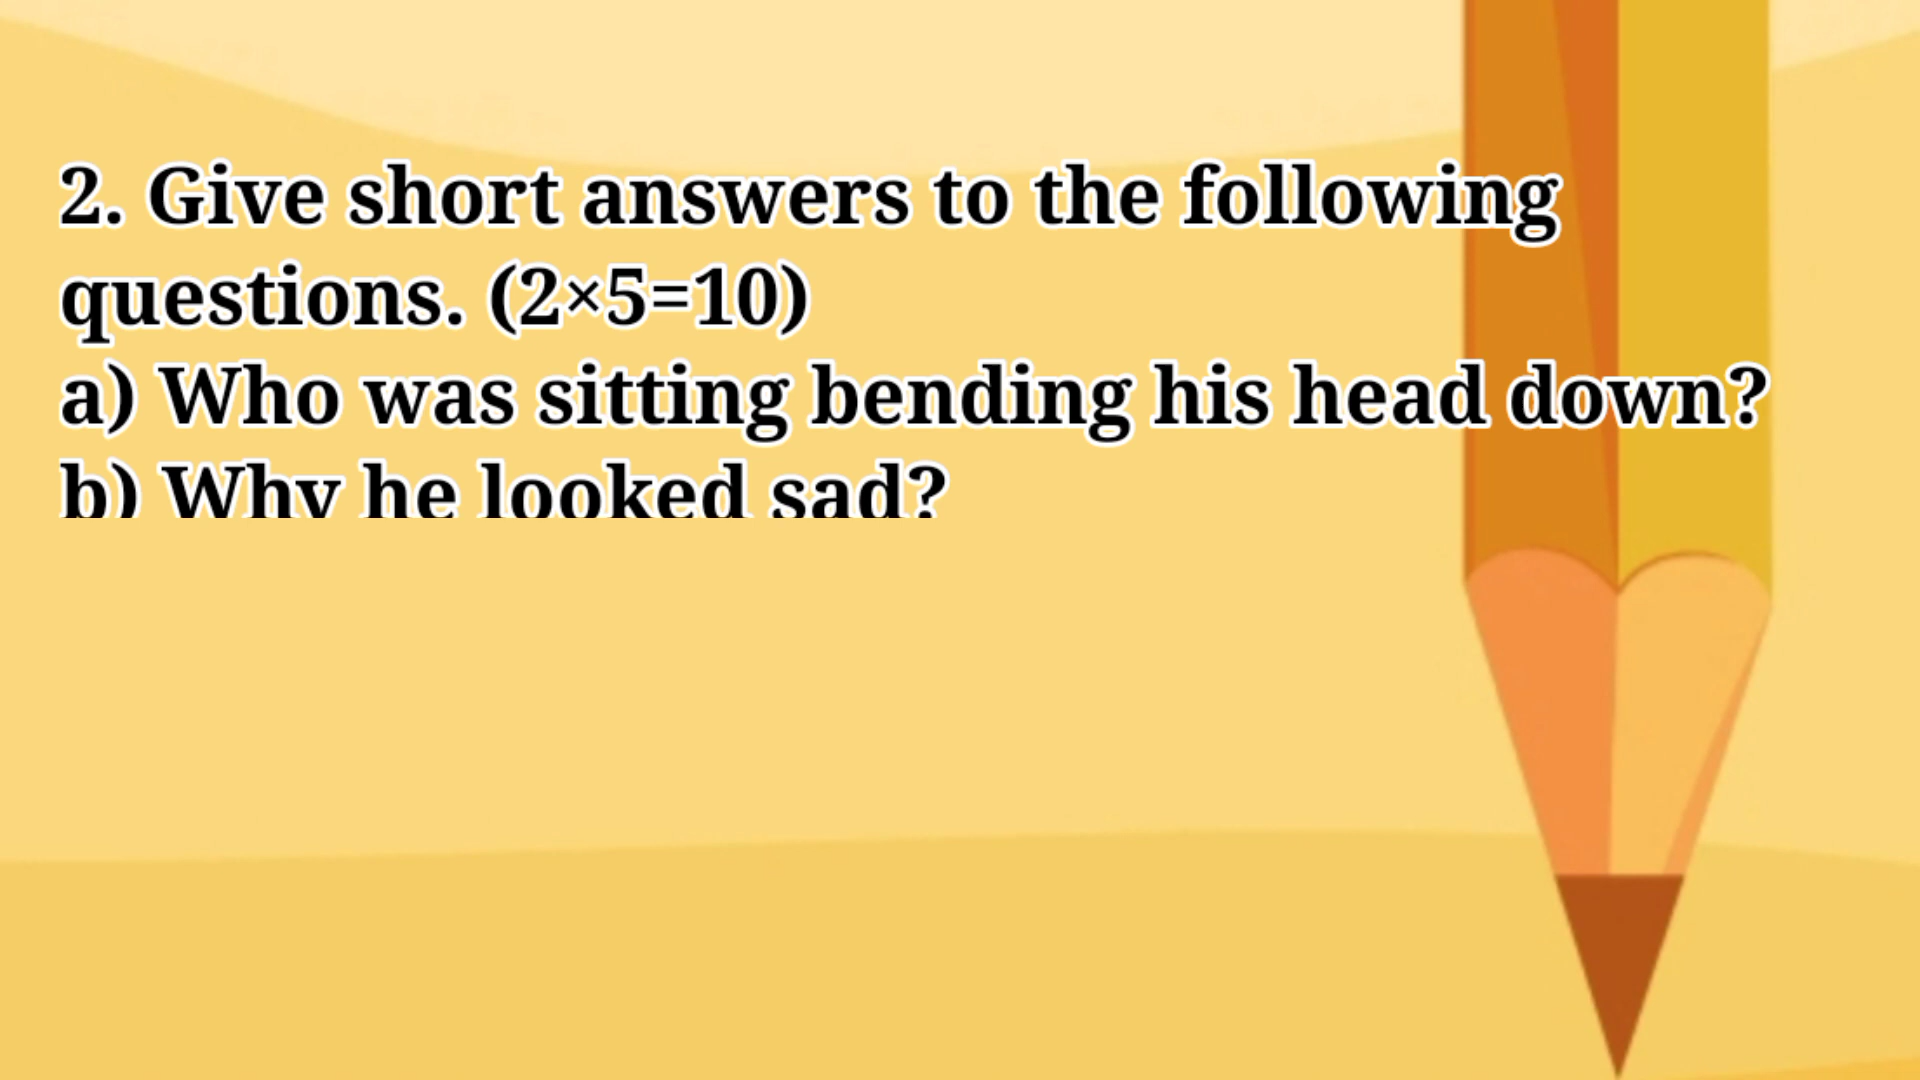 2. Give short answers to the following
questions. (2×5=10)
a) Who was sitting bending his head down?
b) Why he looked sad?